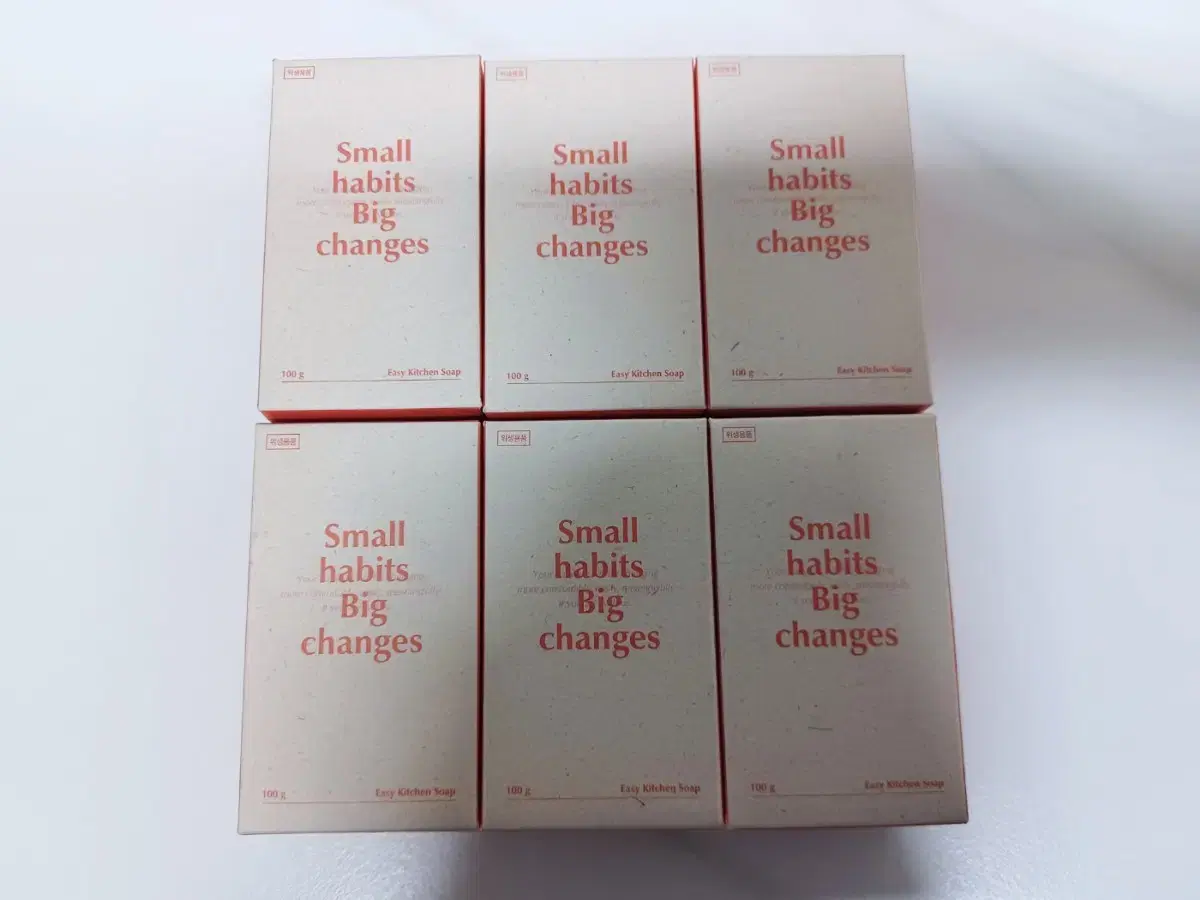 위생용품
Small
habits
Big
changes
100 g
Easy Kitchen Soap
위생용품
Small
habits
Big
changes
100 g
Easy Kitchen Soap
위생용품
Small
habits
Big
changes
100 g
Easy Kitchen Soap
위생용품
Small
habits
Big
changes
100 g
Easy Kitchen Soap
위생용품
Your
Small
habits
Big
changes
100 g
Easy Kitchen Soap
위생용품
Small
habits
Big
changes
100 g
Easy Kitchen Soap